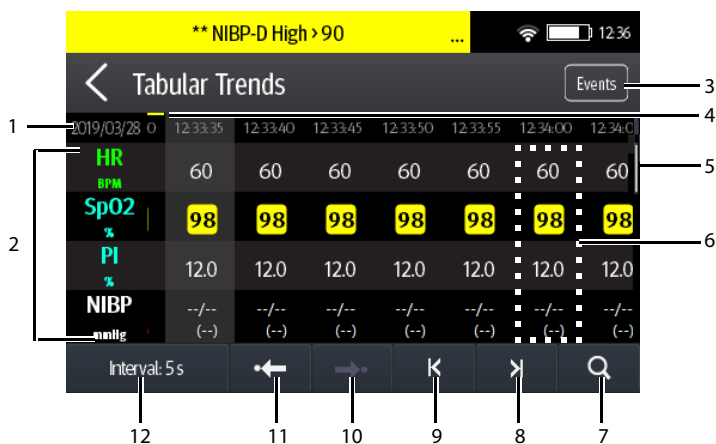 ** NIBP-D High > 90 ... 12:36
Tabular Trends Events 3
4
1 2019/03/28 0 12:33:35 12:33:40 12:33:45 12:33:50 12:33:55 12:34:00 12:34:0
HR 60 60 60 60 60 60 60 5
BPM
SpO2 98 98 98 98 98 98 98
%
2 6
PI 12.0 12.0 12.0 12.0 12.0 12.0 12.0
%
NIBP --/-- --/-- --/-- --/-- --/-- --/-- --/--
mmHg (--) (--) (--) (--) (--) (--) (--)
Interval: 5 s
12 11 10 9 8 7